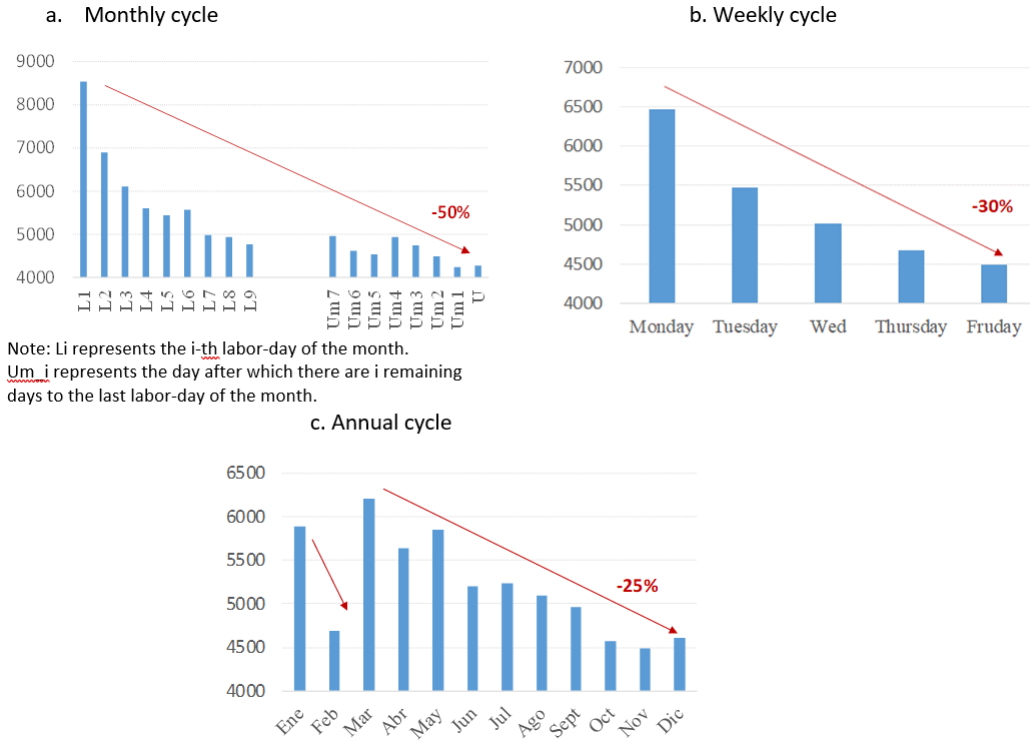 a. Monthly cycle
9000
8000
7000
6000
5000
4000
-50%
L1 L2 L3 L4 L5 L6 L7 L8 L9 Um7 Um6 Um5 Um4 Um3 Um2 Um1 U
Note: Li represents the i-th labor-day of the month.
Um_i represents the day after which there are i remaining
days to the last labor-day of the month.
b. Weekly cycle
7000
6500
6000
5500
5000
4500
4000
-30%
Monday Tuesday Wed Thursday Fruday
c. Annual cycle
6500
6000
5500
5000
4500
4000
-25%
Ene Feb Mar Abr May Jun Jul Ago Sept Oct Nov Dic